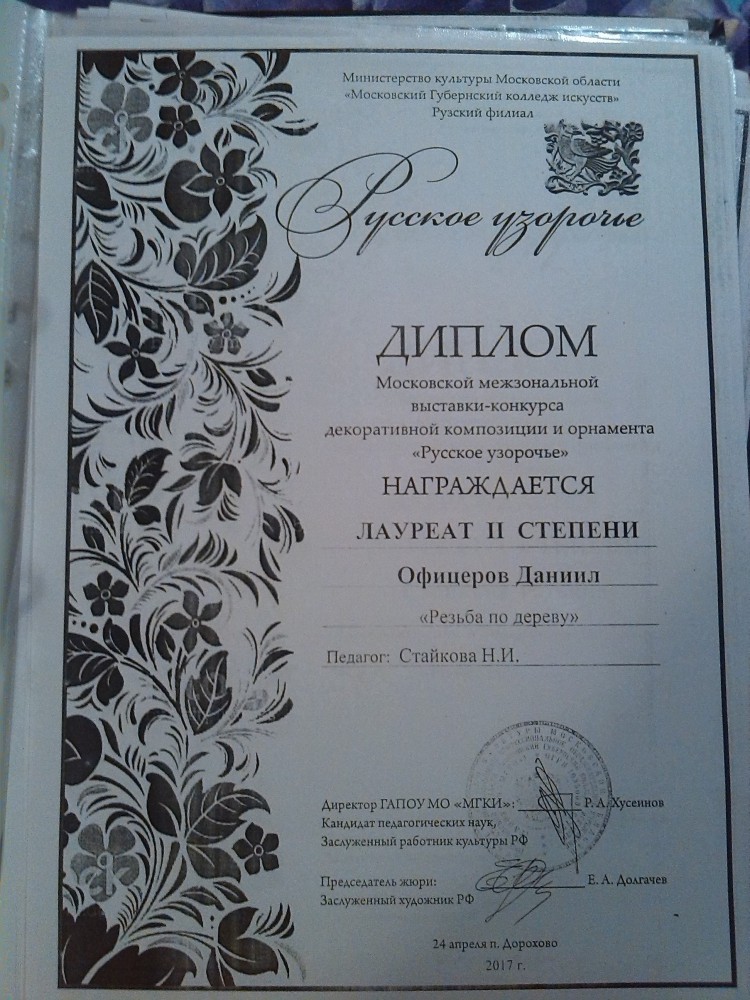 Министерство культуры Московской области
«Московский Губернский колледж искусств»
Рузский филиал
Русское узорочье
ДИПЛОМ
Московской межзональной
выставки-конкурса
декоративной композиции и орнамента
«Русское узорочье»
НАГРАЖДАЕТСЯ
ЛАУРЕАТ II СТЕПЕНИ
Офицеров Даниил
«Резьба по дереву»
Педагог: Стайкова Н.И.
Директор ГАПОУ МО «МГКИ»: Р. А. Хусеинов
Кандидат педагогических наук,
Заслуженный работник культуры РФ
Председатель жюри: Е. А. Долгачев
Заслуженный художник РФ
24 апреля п. Дорохово
2017 г.